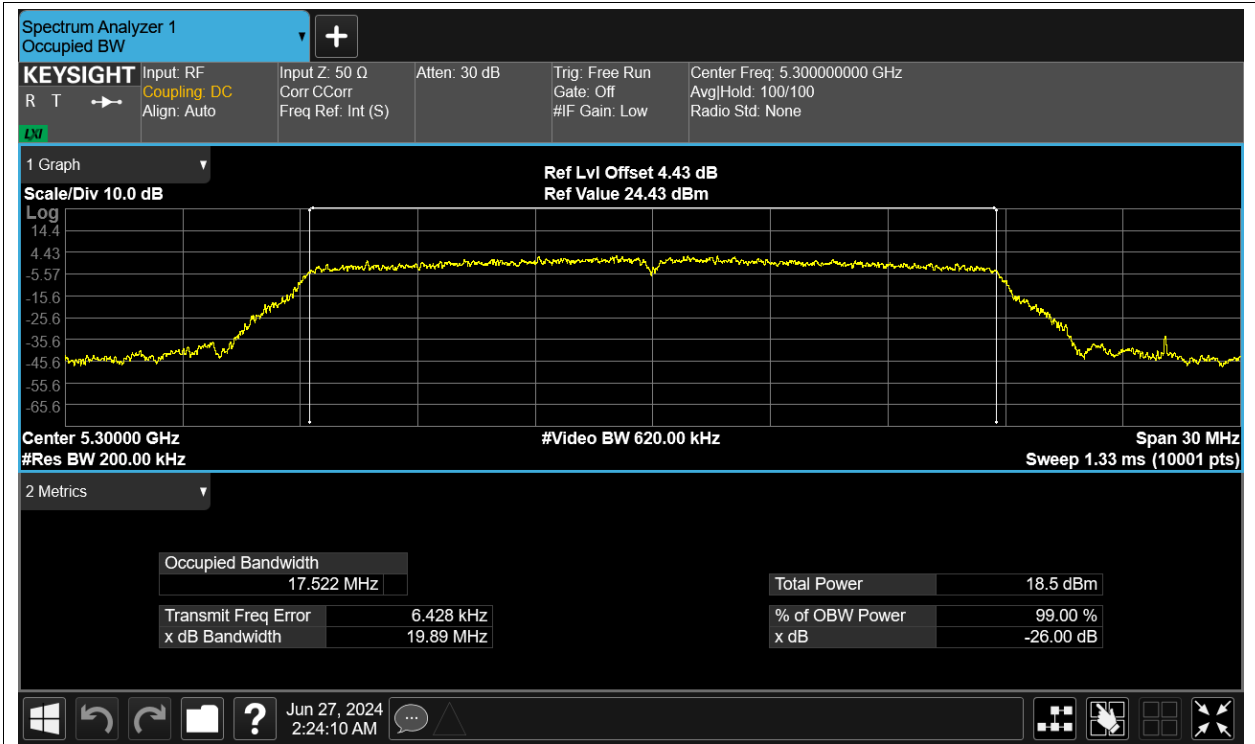 Spectrum Analyzer 1
Occupied BW
KEYSIGHT
R T
LXI
Input: RF
Coupling: DC
Align: Auto
Input Z: 50 Ω
Corr CCorr
Freq Ref: Int (S)
Atten: 30 dB
Trig: Free Run
Gate: Off
#IF Gain: Low
Center Freq: 5.300000000 GHz
Avg|Hold: 100/100
Radio Std: None
1 Graph
Scale/Div 10.0 dB
Ref Lvl Offset 4.43 dB
Ref Value 24.43 dBm
Log
14.4
4.43
-5.57
-15.6
-25.6
-35.6
-45.6
-55.6
-65.6
Center 5.30000 GHz
#Res BW 200.00 kHz
#Video BW 620.00 kHz
Span 30 MHz
Sweep 1.33 ms (10001 pts)
2 Metrics
Occupied Bandwidth
17.522 MHz
Transmit Freq Error 6.428 kHz
x dB Bandwidth 19.89 MHz
Total Power 18.5 dBm
% of OBW Power 99.00 %
x dB -26.00 dB
Jun 27, 2024
2:24:10 AM